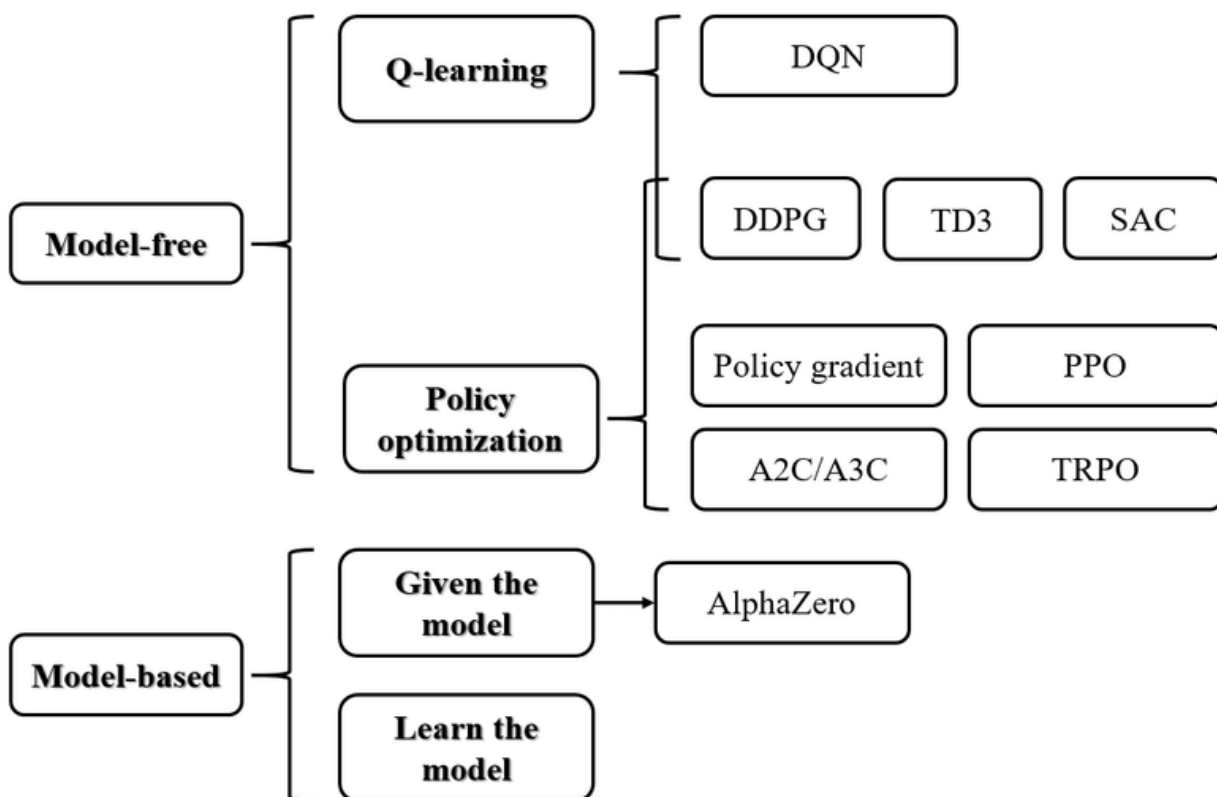 Q-learning
DQN
Model-free
DDPG
TD3
SAC
Policy
optimization
Policy gradient
PPO
A2C/A3C
TRPO
Model-based
Given the
model
AlphaZero
Learn the
model